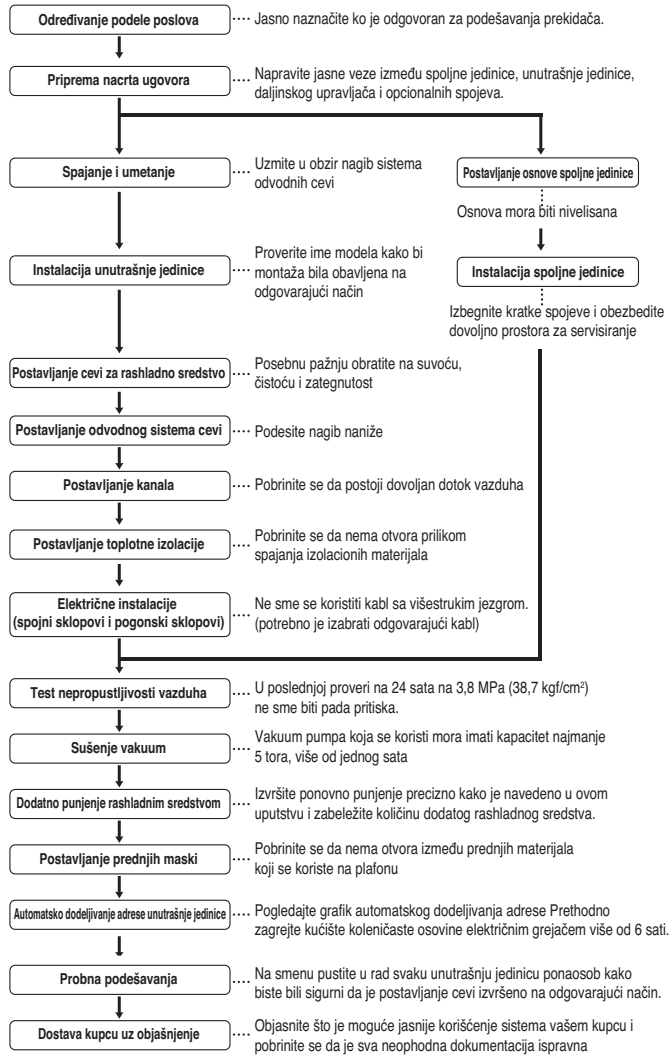 Određivanje podele poslova
Jasno naznačite ko je odgovoran za podešavanja prekidača.
Priprema nacrta ugovora
Napravite jasne veze između spoljne jedinice, unutrašnje jedinice,
daljinskog upravljača i opcionalnih spojeva.
Spajanje i umetanje
Uzmite u obzir nagib sistema
odvodnih cevi
Postavljanje osnove spoljne jedinice
Osnova mora biti nivelisana
Instalacija unutrašnje jedinice
Proverite ime modela kako bi
montaža bila obavljena na
odgovarajući način
Instalacija spoljne jedinice
Izbegnite kratke spojeve i obezbedite
dovoljno prostora za servisiranje
Postavljanje cevi za rashladno sredstvo
Posebnu pažnju obratite na suvoću,
čistoću i zategnutost
Postavljanje odvodnog sistema cevi
Podesite nagib naniže
Postavljanje kanala
Pobrinite se da postoji dovoljan dotok vazduha
Postavljanje toplotne izolacije
Pobrinite se da nema otvora prilikom
spajanja izolacionih materijala
Električne instalacije
(spojni sklopovi i pogonski sklopovi)
Ne sme se koristiti kabl sa višestrukim jezgrom.
(potrebno je izabrati odgovarajući kabl)
Test nepropustljivosti vazduha
U poslednjoj proveri na 24 sata na 3,8 MPa (38,7 kgf/cm²)
ne sme biti pada pritiska.
Sušenje vakuum
Vakuum pumpa koja se koristi mora imati kapacitet najmanje
5 tora, više od jednog sata
Dodatno punjenje rashladnim sredstvom
Izvršite ponovno punjenje precizno kako je navedeno u ovom
uputstvu i zabeležite količinu dodatog rashladnog sredstva.
Postavljanje prednjih maski
Pobrinite se da nema otvora između prednjih materijala
koji se koriste na plafonu
Automatsko dodeljivanje adrese unutrašnje jedinice
Pogledajte grafik automatskog dodeljivanja adrese Prethodno
zagrejte kućište koleničaste osovine električnim grejačem više od 6 sati.
Probna podešavanja
Na smenu pustite u rad svaku unutrašnju jedinicu ponaosob kako
biste bili sigurni da je postavljanje cevi izvršeno na odgovarajući način.
Dostava kupcu uz objašnjenje
Objasnite što je moguće jasnije korišćenje sistema vašem kupcu i
pobrinite se da je sva neophodna dokumentacija ispravna